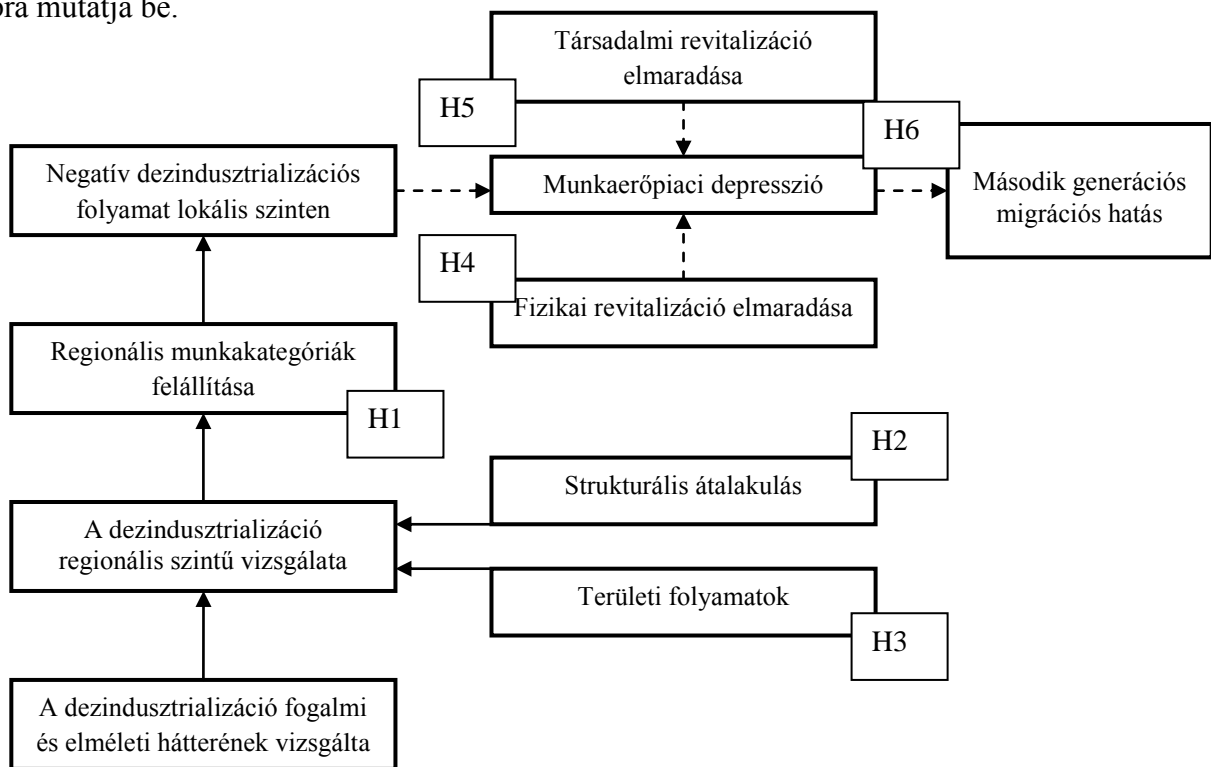 mutatja be.
Társadalmi revitalizáció
elmaradása
H5
H6
Negatív dezindusztrializációs
folyamat lokális szinten
Munkaerőpiaci depresszió
Második generációs
migrációs hatás
H4
Fizikai revitalizáció elmaradása
Regionális munkakategóriák
felállítása
H1
H2
Strukturális átalakulás
A dezindusztrializáció
regionális szintű vizsgálata
Területi folyamatok
H3
A dezindusztrializáció fogalmi
és elméleti hátterének vizsgálta